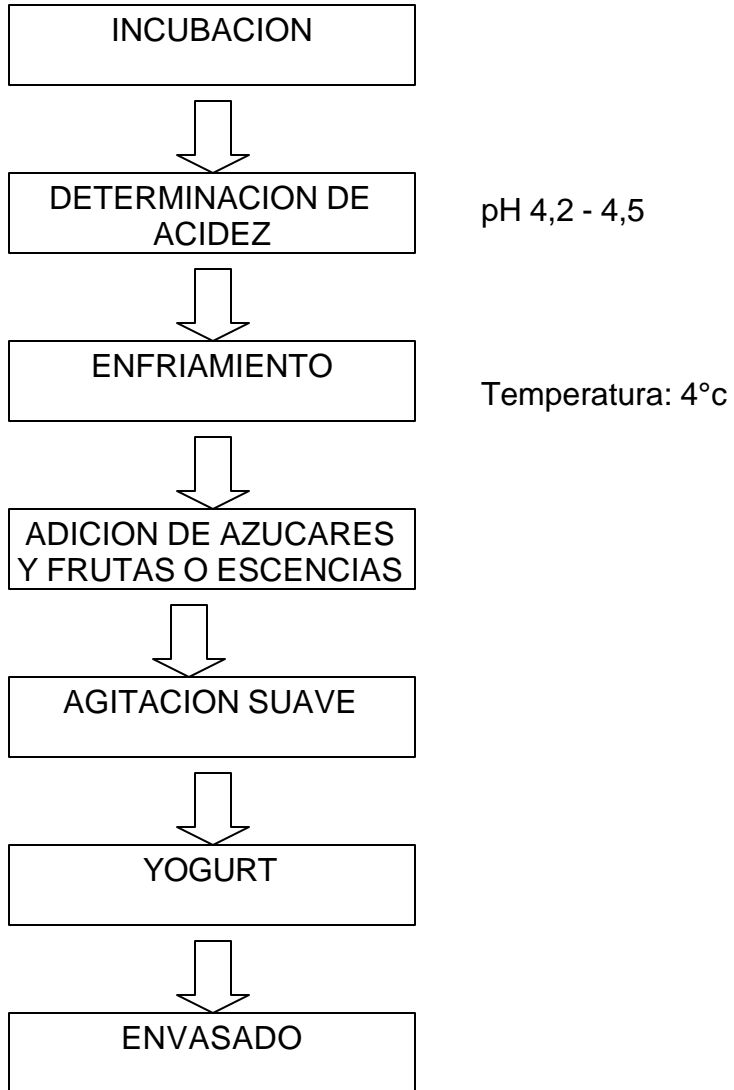 INCUBACION
DETERMINACION DE
ACIDEZ
pH 4,2 - 4,5
ENFRIAMIENTO
Temperatura: 4°c
ADICION DE AZUCARES
Y FRUTAS O ESCENCIAS
AGITACION SUAVE
YOGURT
ENVASADO